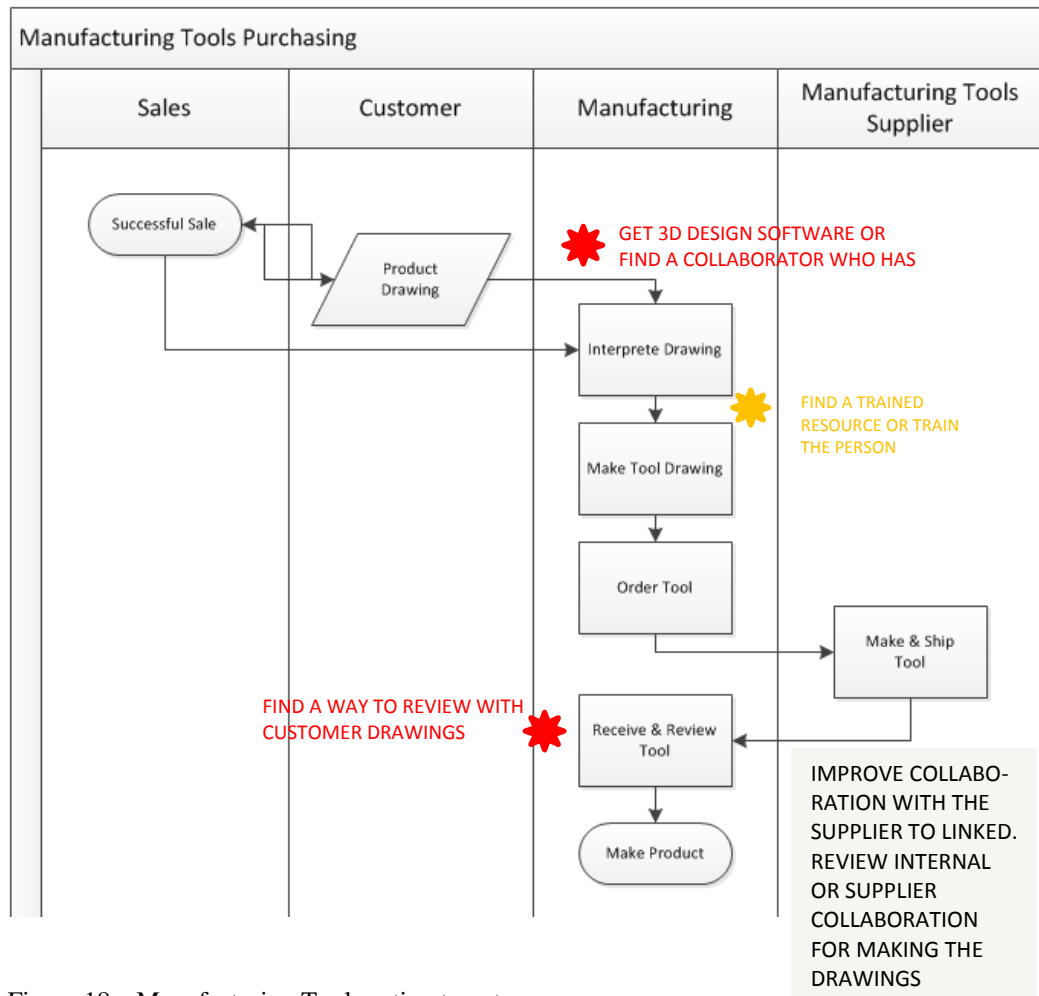 Manufacturing Tools Purchasing
Sales
Customer
Manufacturing
Manufacturing Tools
Supplier
Successful Sale
Product
Drawing
GET 3D DESIGN SOFTWARE OR
FIND A COLLABORATOR WHO HAS
Interprete Drawing
FIND A TRAINED
RESOURCE OR TRAIN
THE PERSON
Make Tool Drawing
Order Tool
Make & Ship
Tool
FIND A WAY TO REVIEW WITH
CUSTOMER DRAWINGS
Receive & Review
Tool
IMPROVE COLLABO-
RATION WITH THE
SUPPLIER TO LINKED.
REVIEW INTERNAL
OR SUPPLIER
COLLABORATION
FOR MAKING THE
DRAWINGS
Make Product